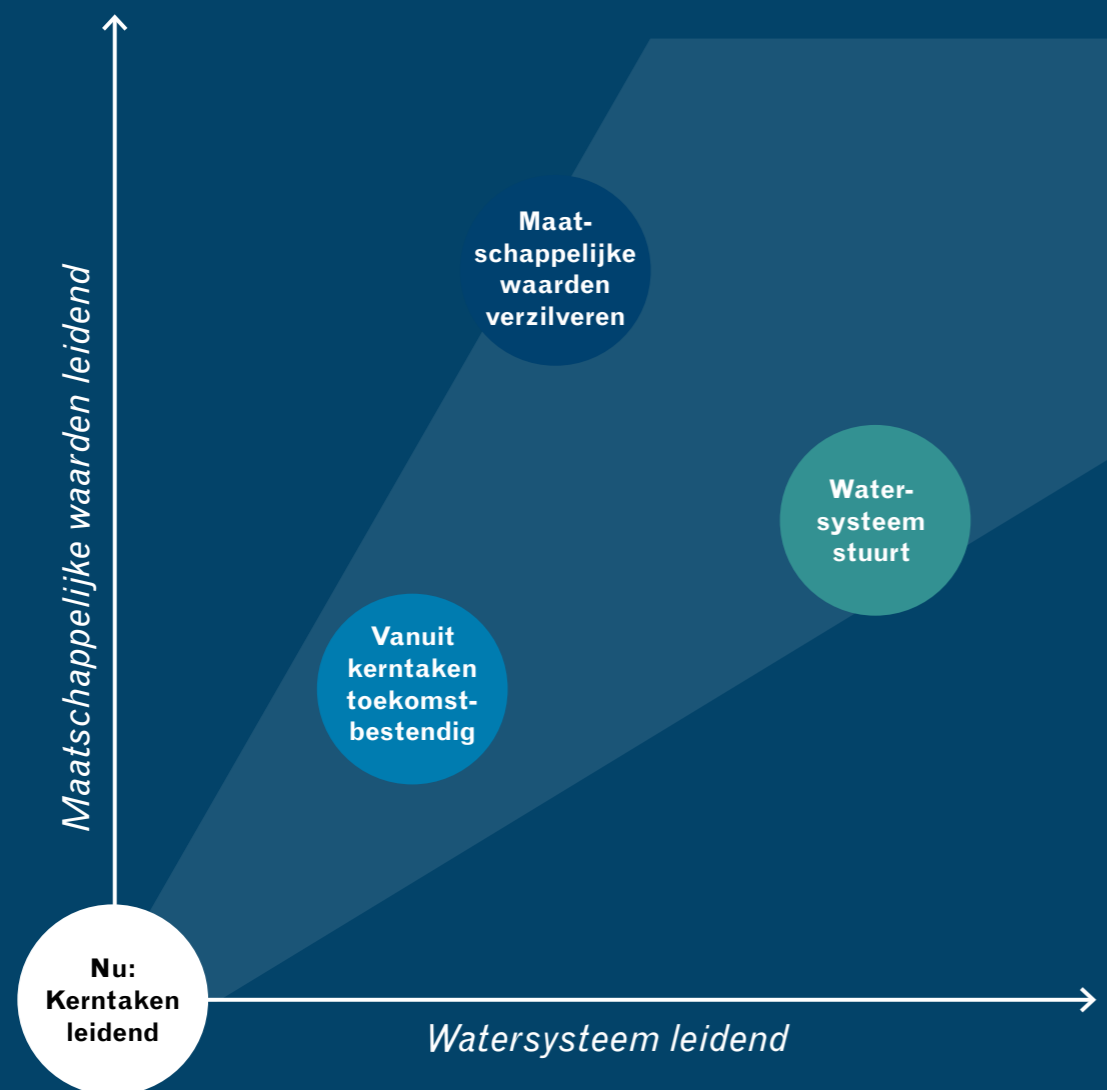 Maatschappelijke waarden leidend
Maat-
schappelijke
waarden
verzilveren
Water-
systeem
stuurt
Vanuit
kerntaken
toekomst-
bestendig
Nu:
Kerntaken
leidend
Watersysteem leidend